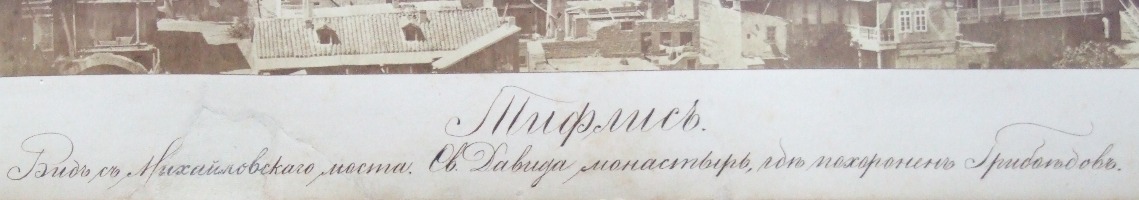 Тифлисъ.
Видъ съ Михайловскаго моста. Св. Давида монастырь, гдѣ похороненъ Грибоѣдовъ.